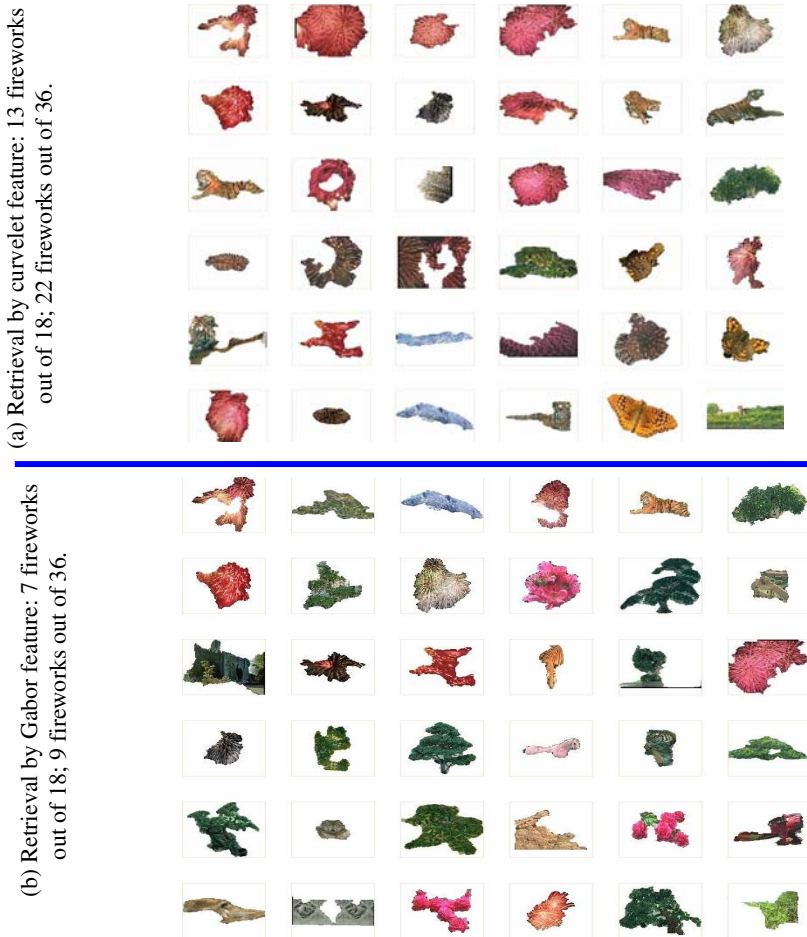 (a) Retrieval by curvelet feature: 13 fireworks
out of 18; 22 fireworks out of 36.
(b) Retrieval by Gabor feature: 7 fireworks
out of 18; 9 fireworks out of 36.